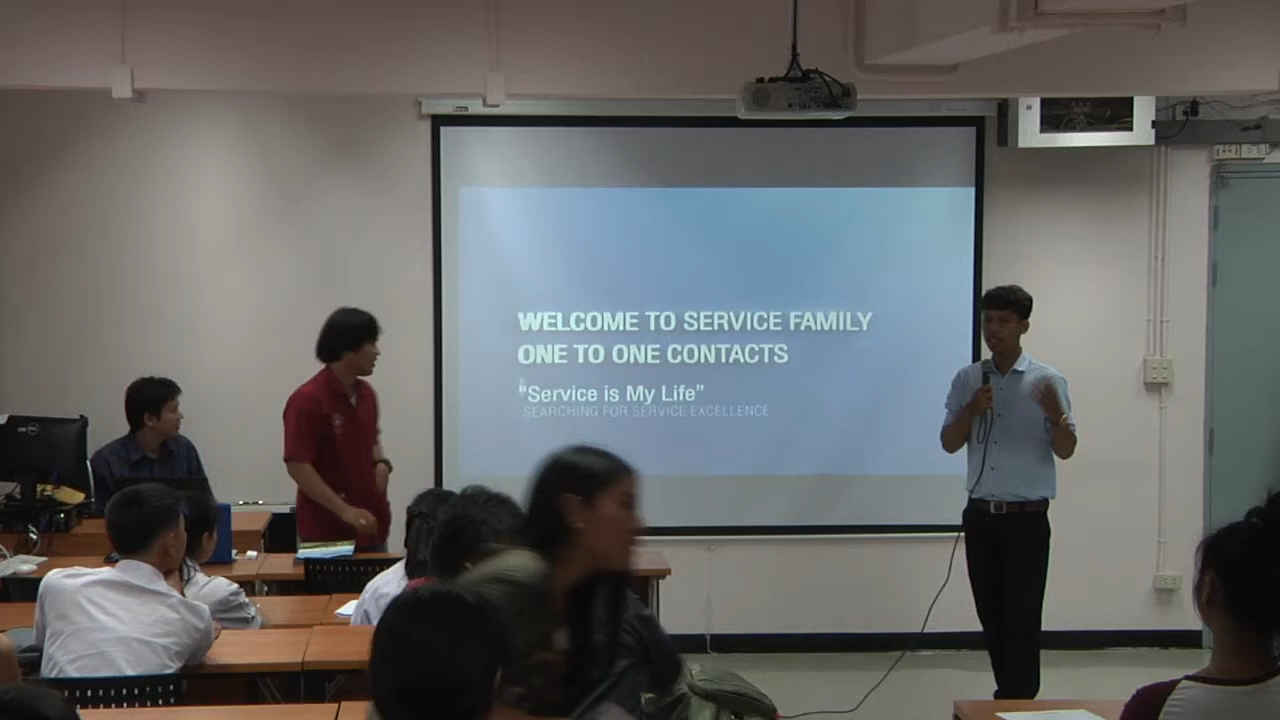 WELCOME TO SERVICE FAMILY
ONE TO ONE CONTACTS
“Service is My Life”
SEARCHING FOR SERVICE EXCELLENCE